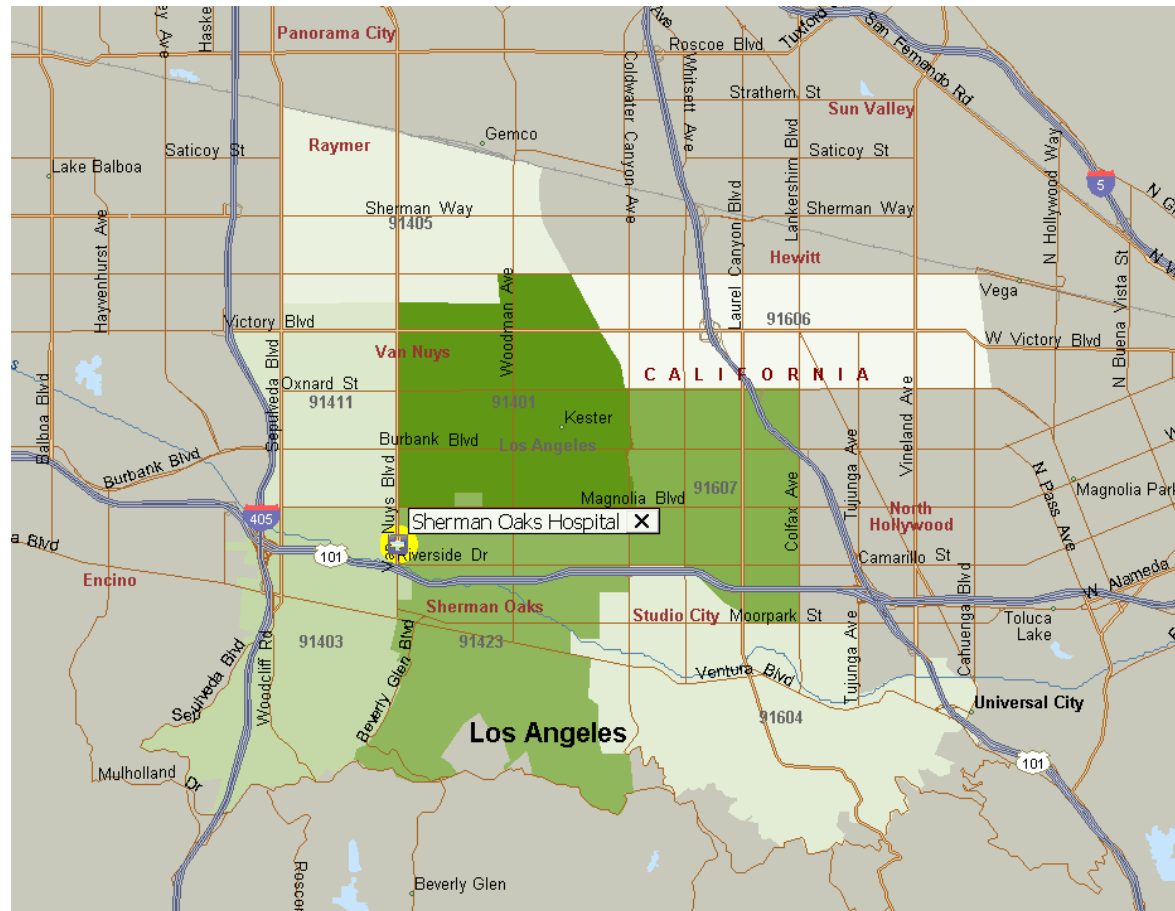 Panorama City
Roscoe Blvd
Tuxford
San Fernando Rd
Haske
Ave
Ave
Coldwater Canyon Ave
Whitsett Ave
Strathern St
Sun Valley
Gemco
Raymer
Saticoy St
Saticoy St
Lake Balboa
N Hollywood Way
5
N G
Laurel Canyon Blvd
Lankershim Blvd
Sherman Way
Sherman Way
91405
Hayvenhurst Ave
Hewitt
N Buena Vista St
Vega
Victory Blvd
91606
W Victory Blvd
Woodman Ave
Van Nuys
CALIFORNIA
Oxnard St
91411
91401
Kester
Sepulveda Blvd
Balboa Blvd
Burbank Blvd
Los Angeles
Vineland Ave
Tujunga Ave
Burbank Blvd
Van Nuys Blvd
Magnolia Blvd
91607
Colfax Ave
N Pass Ave
Magnolia Park
North
Hollywood
405
Sherman Oaks Hospital
a Blvd
101
Riverside Dr
Camarillo St
Encino
W Alameda
Sherman Oaks
Studio City
Moorpark St
Toluca
Lake
Cahuenga Blvd
91403
91423
Woodcliff Rd
Beverly Glen Blvd
Sepulveda Blvd
Ventura Blvd
Tujunga Ave
91604
Universal City
Los Angeles
Mulholland Dr
101
Roscor
Beverly Glen